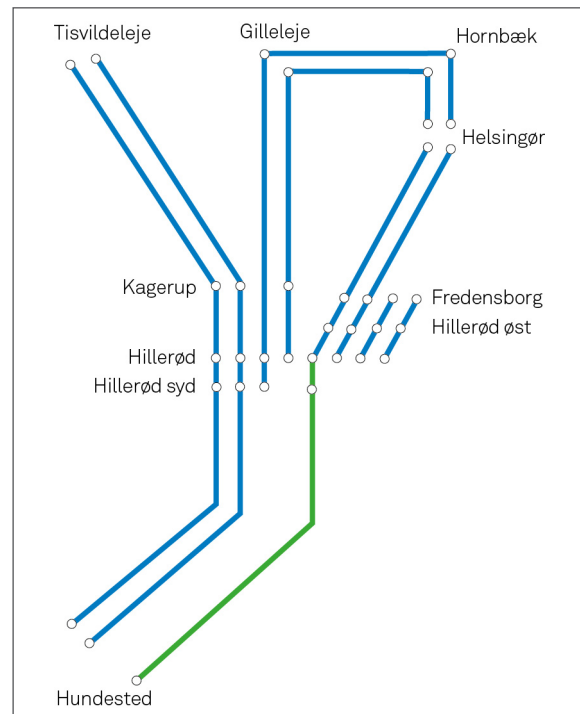 Tisvildeleje
Gilleleje
Hornbæk
Helsingør
Kagerup
Fredensborg
Hillerød øst
Hillerød
Hillerød syd
Hundested